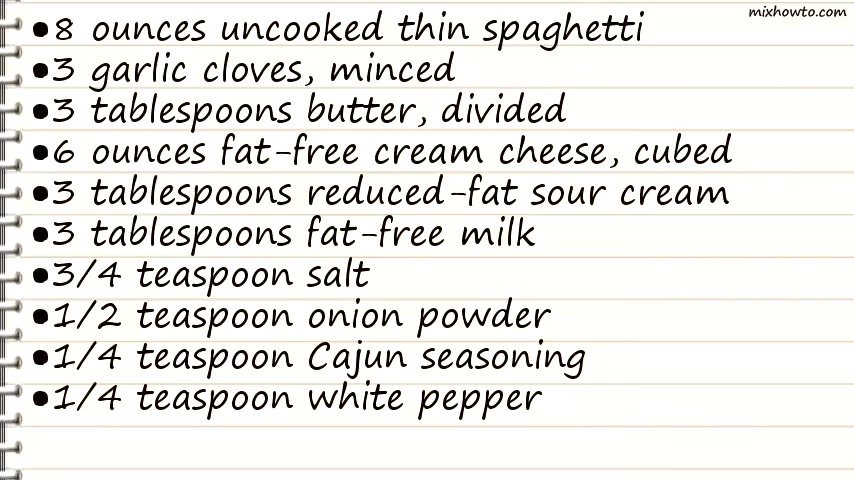 mixhowto.com
•8 ounces uncooked thin spaghetti
•3 garlic cloves, minced
•3 tablespoons butter, divided
•6 ounces fat-free cream cheese, cubed
•3 tablespoons reduced-fat sour cream
•3 tablespoons fat-free milk
•3/4 teaspoon salt
•1/2 teaspoon onion powder
•1/4 teaspoon Cajun seasoning
•1/4 teaspoon white pepper